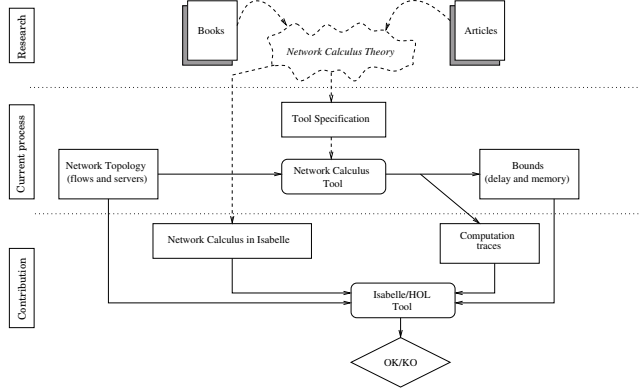 Research
Books
Network Calculus Theory
Articles
Current process
Tool Specification
Network Topology
(flows and servers)
Network Calculus
Tool
Bounds
(delay and memory)
Contribution
Network Calculus in Isabelle
Computation
traces
Isabelle/HOL
Tool
OK/KO